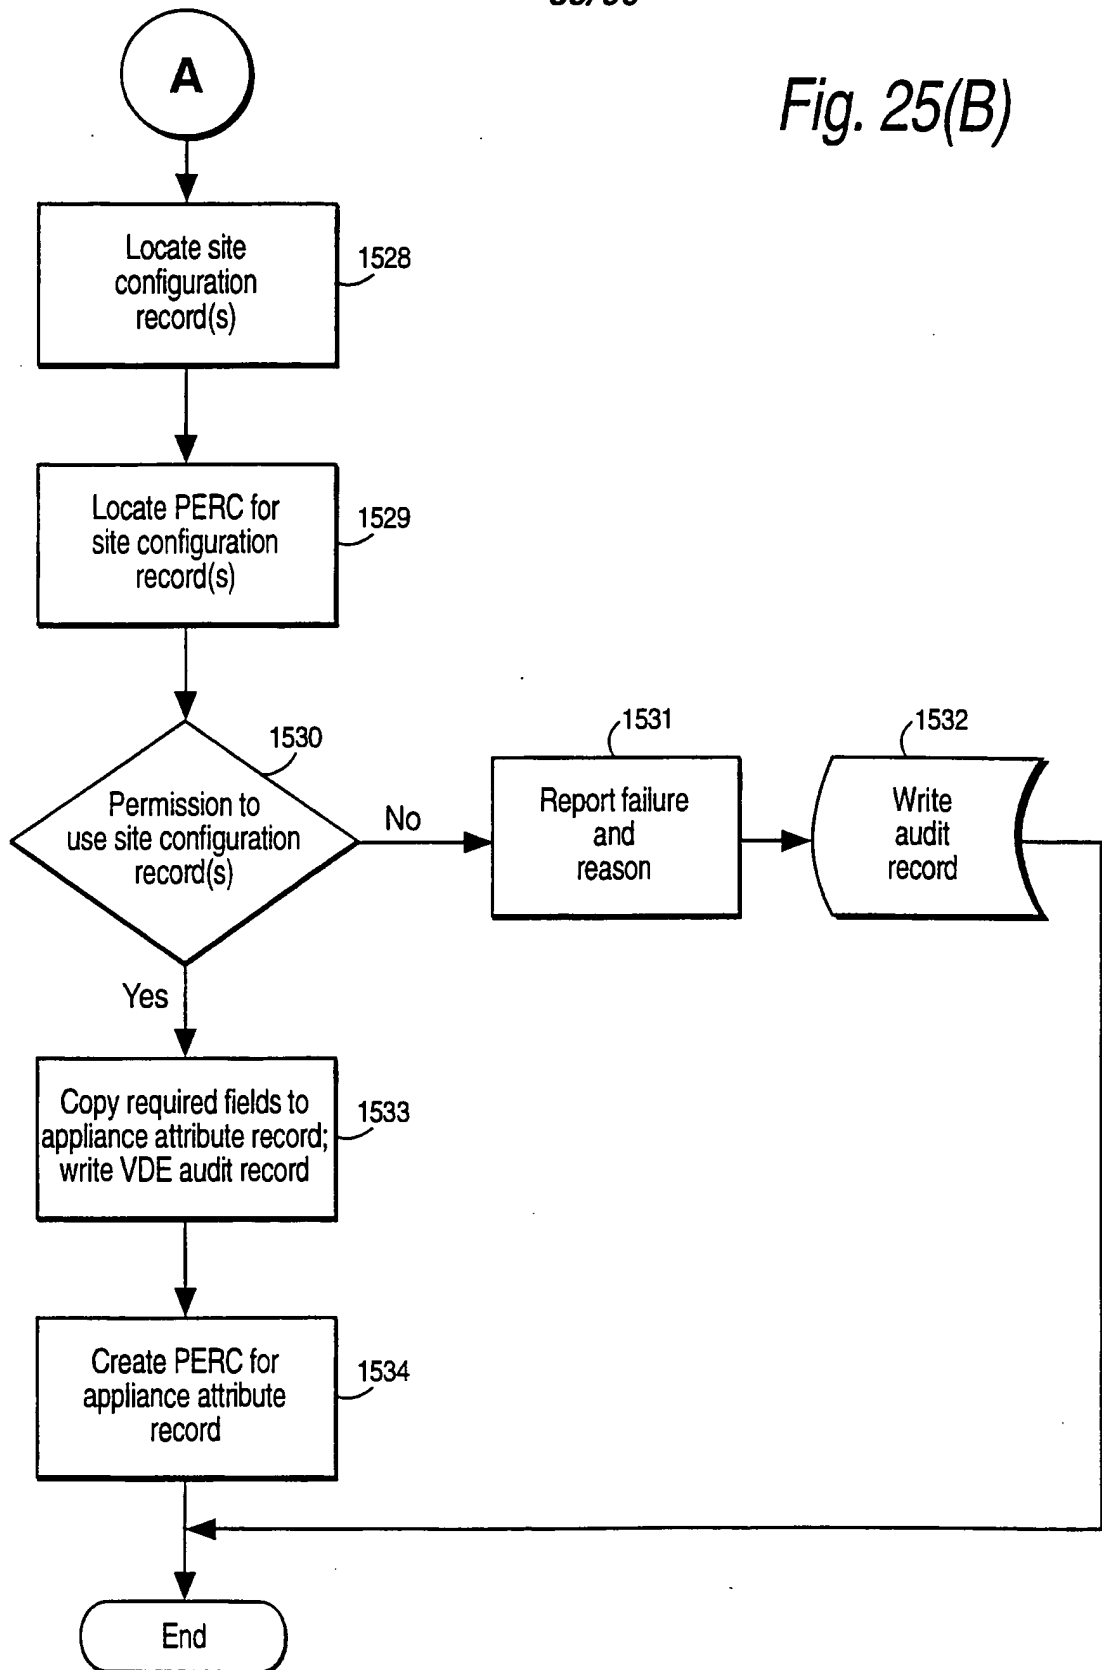 Fig. 25(B)
A
Locate site
configuration
record(s)
1528
Locate PERC for
site configuration
record(s)
1529
Permission to
use site configuration
record(s)
1530
No
Report failure
and
reason
1531
Write
audit
record
1532
Yes
Copy required fields to
appliance attribute record;
write VDE audit record
1533
Create PERC for
appliance attribute
record
1534
End